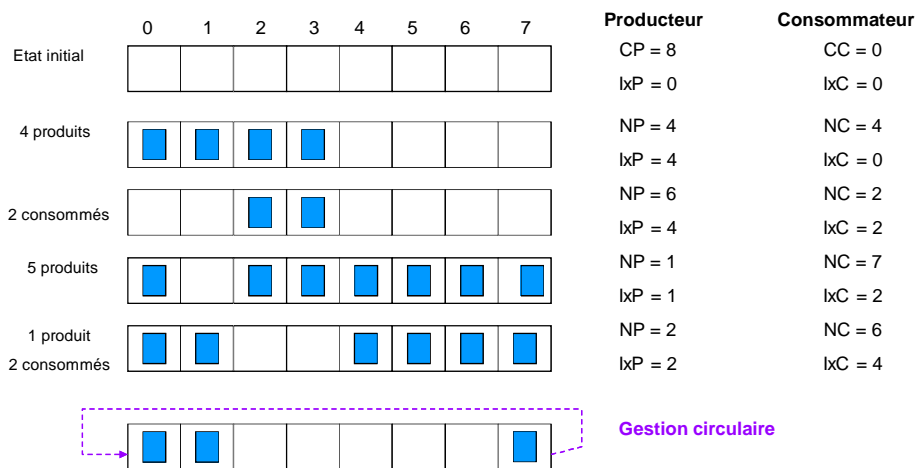 0 1 2 3 4 5 6 7 Producteur Consommateur
Etat initial CP = 8 CC = 0
IxP = 0 IxC = 0
4 produits NP = 4 NC = 4
IxP = 4 IxC = 0
2 consommés NP = 6 NC = 2
IxP = 4 IxC = 2
5 produits NP = 1 NC = 7
IxP = 1 IxC = 2
1 produit NP = 2 NC = 6
2 consommés IxP = 2 IxC = 4
Gestion circulaire